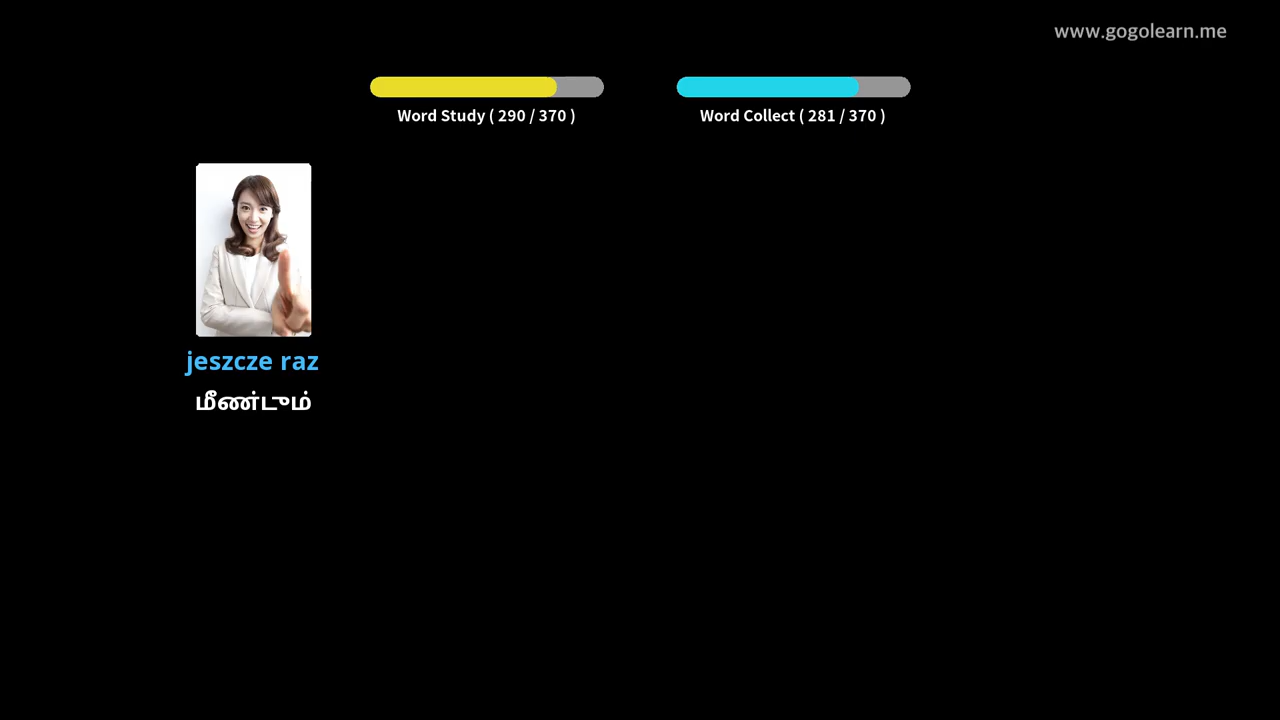 www.gogolearn.me
Word Study ( 290 / 370 )
Word Collect ( 281 / 370 )
jeszcze raz
மீண்டும்